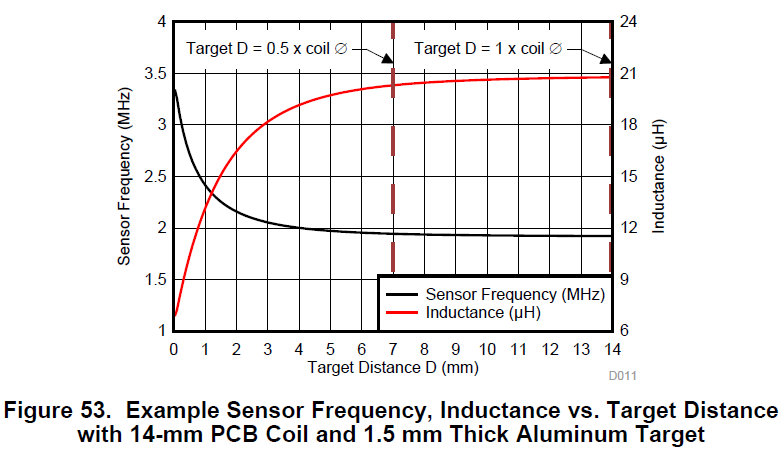 4
3.5
3
2.5
2
1.5
1
Sensor Frequency (MHz)
Target D = 0.5 x coil ∅
Target D = 1 x coil ∅
24
21
18
15
12
9
6
Inductance (µH)
Sensor Frequency (MHz)
Inductance (µH)
0 1 2 3 4 5 6 7 8 9 10 11 12 13 14
Target Distance D (mm)
D011
Figure 53. Example Sensor Frequency, Inductance vs. Target Distance
with 14-mm PCB Coil and 1.5 mm Thick Aluminum Target